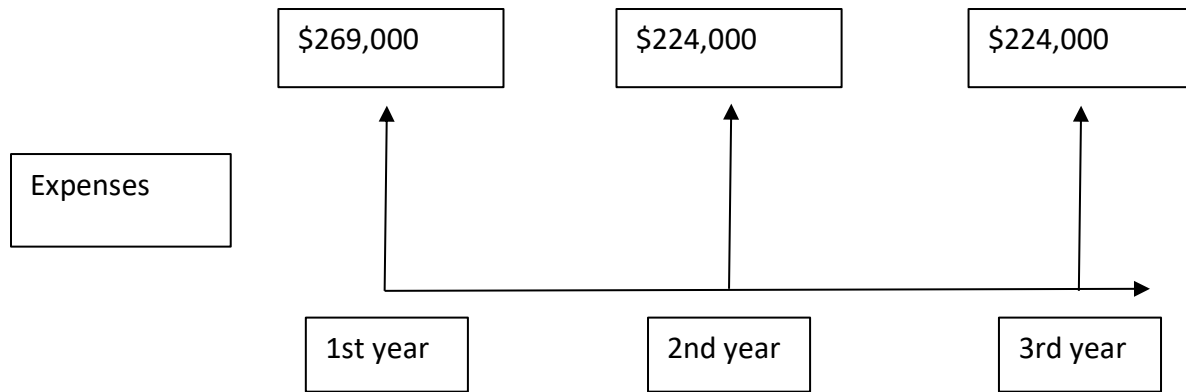 $269,000
$224,000
$224,000
Expenses
1st year
2nd year
3rd year